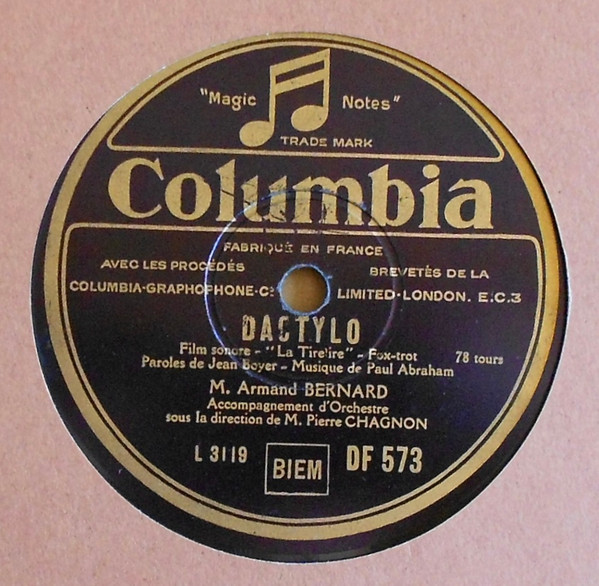 "Magic Notes"
TRADE MARK
Columbia
FABRIQUÉ EN FRANCE
AVEC LES PROCÉDÉS BREVETÉS DE LA
COLUMBIA-GRAPHOPHONE-Cº LIMITED-LONDON. E.C.3
DACTYLO
Film sonore - "La Tire'ire" - Fox-trot 78 tours
Paroles de Jean Boyer - Musique de Paul Abraham
M. Armand BERNARD
Accompagnement d'Orchestre
sous la direction de M. Pierre CHAGNON
L 3119 BIEM DF 573